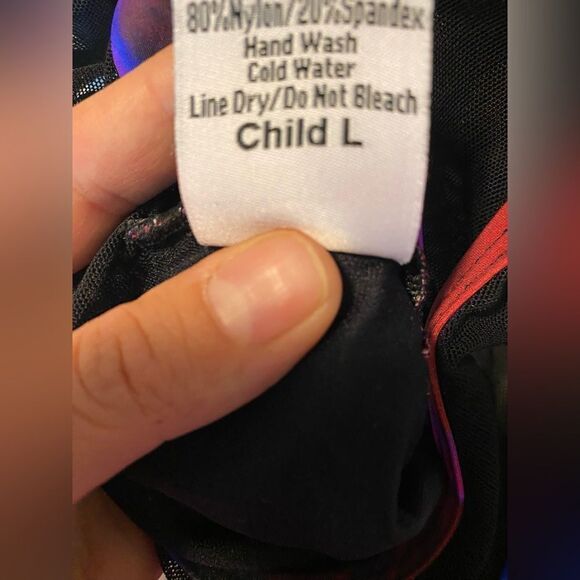 80%Nylon/20%Spandex
Hand Wash
Cold Water
Line Dry/Do Not Bleach
Child L